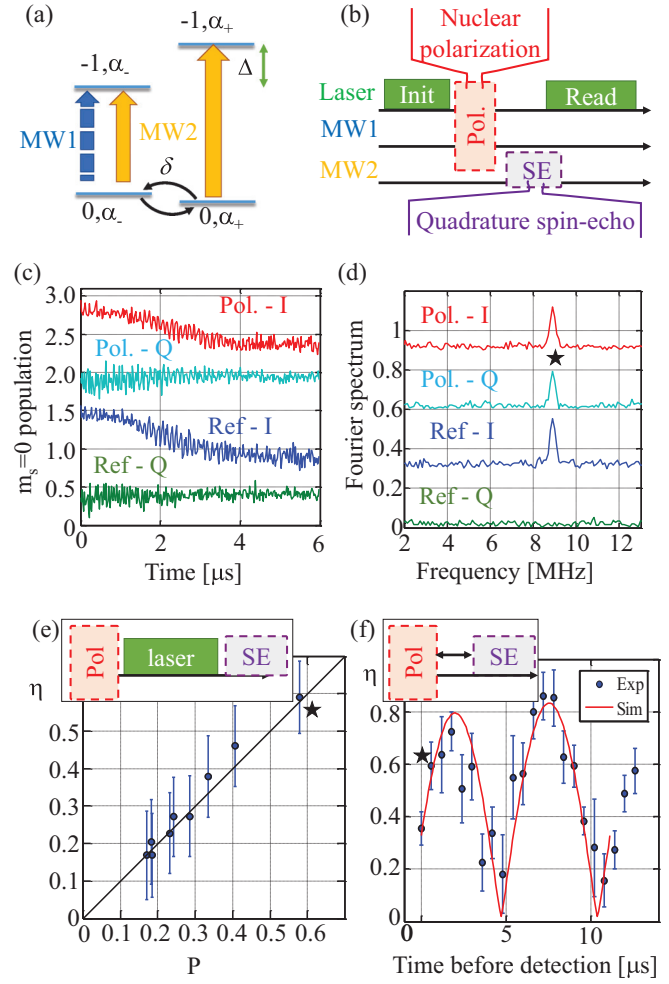 (a)
-1,α₊
-1,α₋
Δ
MW1
MW2
δ
0,α₋
0,α₊
(b)
Nuclear
polarization
Laser
Init
Pol.
Read
MW1
MW2
SE
Quadrature spin-echo
(c)
3.0
2.5
2.0
1.5
1.0
0.5
0
m_s=0 population
Pol. - I
Pol. - Q
Ref - I
Ref - Q
0 2 4 6
Time [μs]
(d)
1
0.8
0.6
0.4
0.2
0
Fourier spectrum
Pol. - I
Pol. - Q
Ref - I
Ref - Q
2 4 6 8 10 12
Frequency [MHz]
(e)
Pol
laser
SE
η
0.5
0.4
0.3
0.2
0.1
0
0 0.1 0.2 0.3 0.4 0.5 0.6
P
(f)
Pol
SE
η
Exp
Sim
0.8
0.6
0.4
0.2
0
0 5 10
Time before detection [μs]